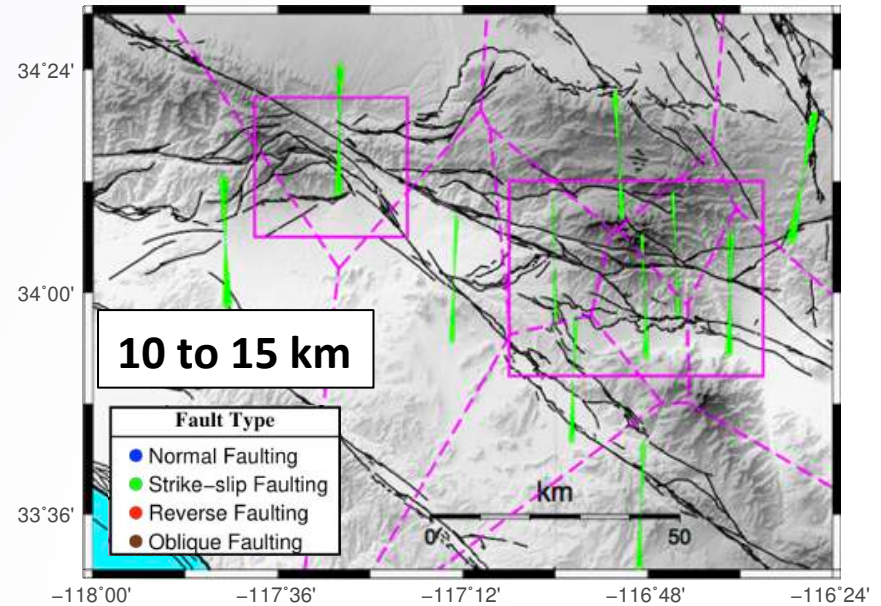 34˚24'
34˚00'
33˚36'
10 to 15 km
Fault Type
Normal Faulting
Strike−slip Faulting
Reverse Faulting
Oblique Faulting
km
0 50
−118˚00' −117˚36' −117˚12' −116˚48' −116˚24'